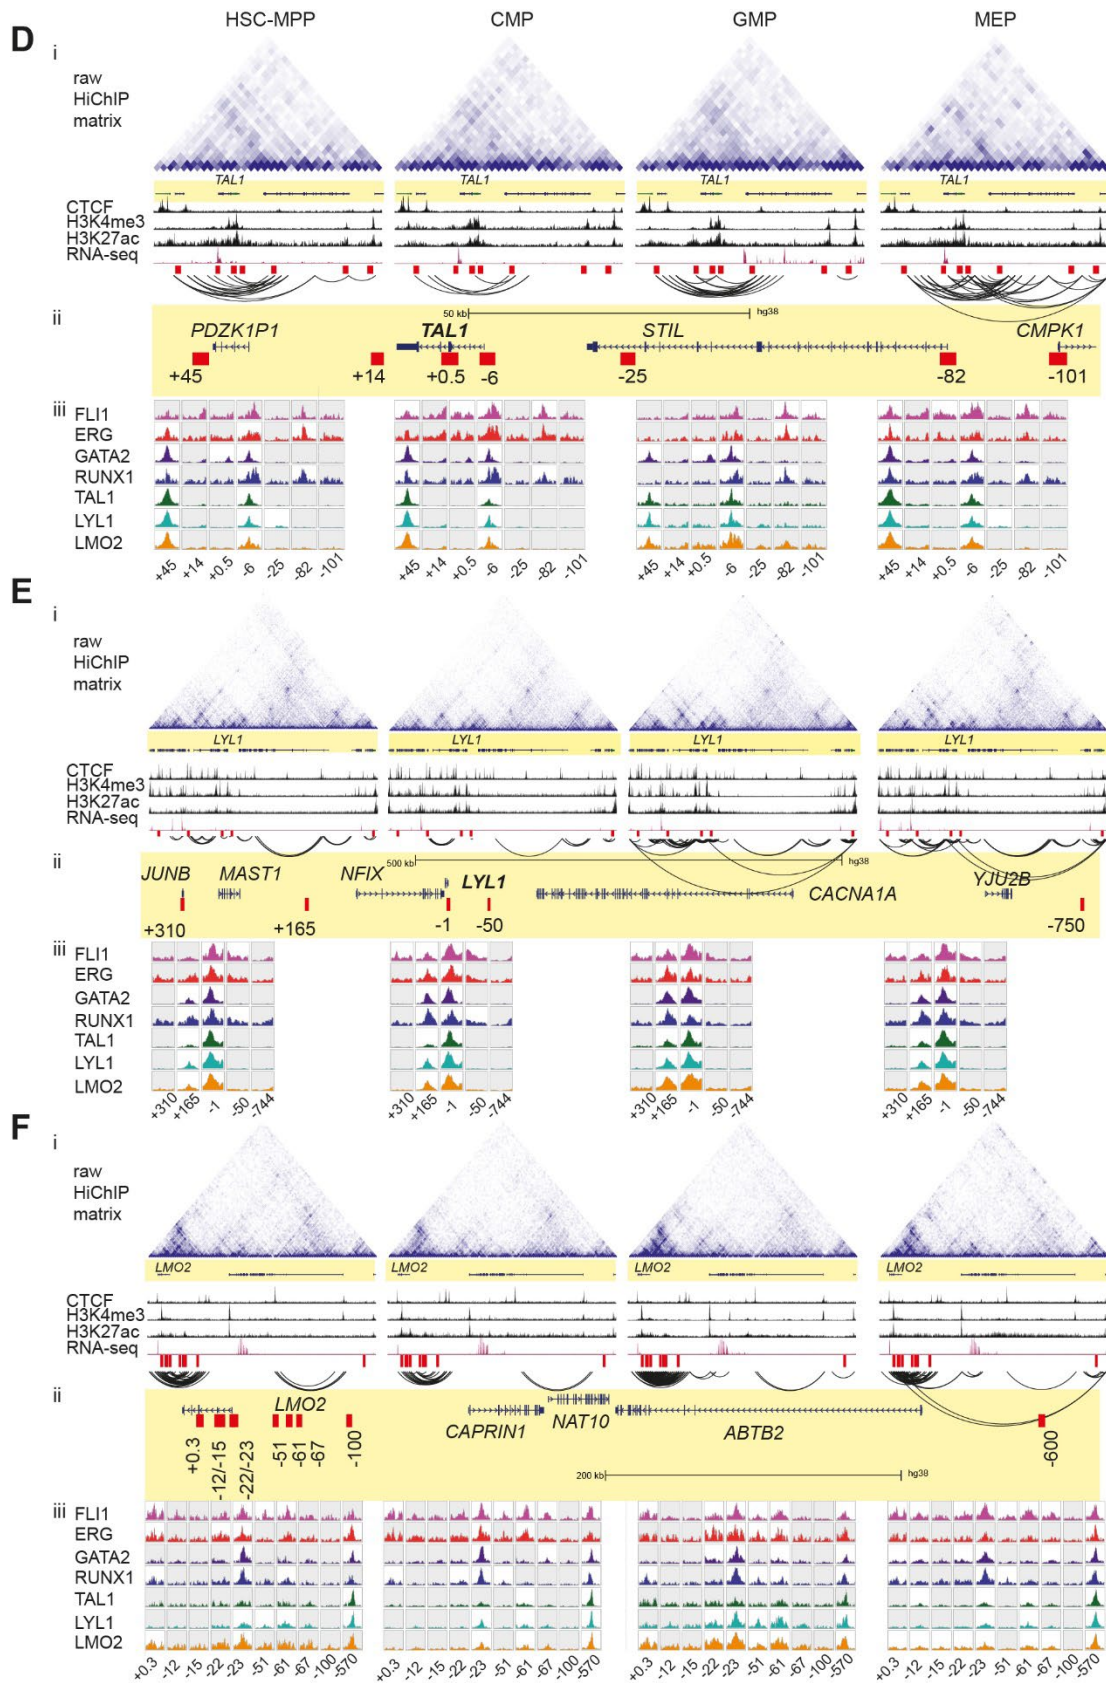 HSC-MPP CMP GMP MEP
D
i
raw
HiChIP
matrix
TAL1 TAL1 TAL1 TAL1
CTCF
H3K4me3
H3K27ac
RNA-seq
ii
50 kb hg38
PDZK1P1 TAL1 STIL CMPK1
+45 +14 +0.5 -6 -25 -82 -101
iii
FLI1
ERG
GATA2
RUNX1
TAL1
LYL1
LMO2
+45 +14 +0.5 -6 -25 -82 -101 +45 +14 +0.5 -6 -25 -82 -101 +45 +14 +0.5 -6 -25 -82 -101 +45 +14 +0.5 -6 -25 -82 -101
E
i
raw
HiChIP
matrix
LYL1 LYL1 LYL1 LYL1
CTCF
H3K4me3
H3K27ac
RNA-seq
ii
500 kb hg38
JUNB MAST1 NFIX LYL1 CACNA1A YJU2B
+310 +165 -1 -50 -750
iii
FLI1
ERG
GATA2
RUNX1
TAL1
LYL1
LMO2
+310 +165 -1 -50 -744 +310 +165 -1 -50 -744 +310 +165 -1 -50 -744 +310 +165 -1 -50 -744
F
i
raw
HiChIP
matrix
LMO2 LMO2 LMO2 LMO2
CTCF
H3K4me3
H3K27ac
RNA-seq
ii
LMO2 CAPRIN1 NAT10 ABTB2
+0.3 -12/-15 -22/-23 -51 -61 -67 -100 -600
200 kb hg38
iii
FLI1
ERG
GATA2
RUNX1
TAL1
LYL1
LMO2
+0.3 -12 -15 -22 -23 -51 -61 -67 -100 -570 +0.3 -12 -15 -22 -23 -51 -61 -67 -100 -570 +0.3 -12 -15 -22 -23 -51 -61 -67 -100 -570 +0.3 -12 -15 -22 -23 -51 -61 -67 -100 -570